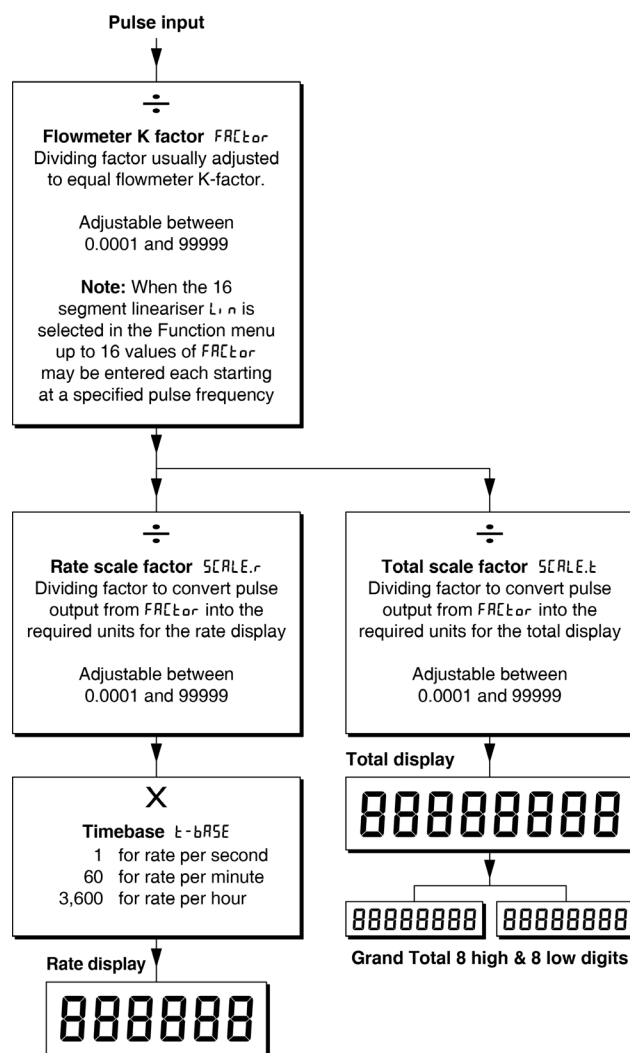 Pulse input
÷
Flowmeter K factor FACtor
Dividing factor usually adjusted
to equal flowmeter K-factor.
Adjustable between
0.0001 and 99999
Note: When the 16
segment lineariser Lin is
selected in the Function menu
up to 16 values of FACtor
may be entered each starting
at a specified pulse frequency
÷
Rate scale factor SCALE.r
Dividing factor to convert pulse
output from FACtor into the
required units for the rate display
Adjustable between
0.0001 and 99999
÷
Total scale factor SCALE.t
Dividing factor to convert pulse
output from FACtor into the
required units for the total display
Adjustable between
0.0001 and 99999
X
Timebase t-bASE
1 for rate per second
60 for rate per minute
3,600 for rate per hour
Rate display
888888
Total display
88888888
88888888 88888888
Grand Total 8 high & 8 low digits